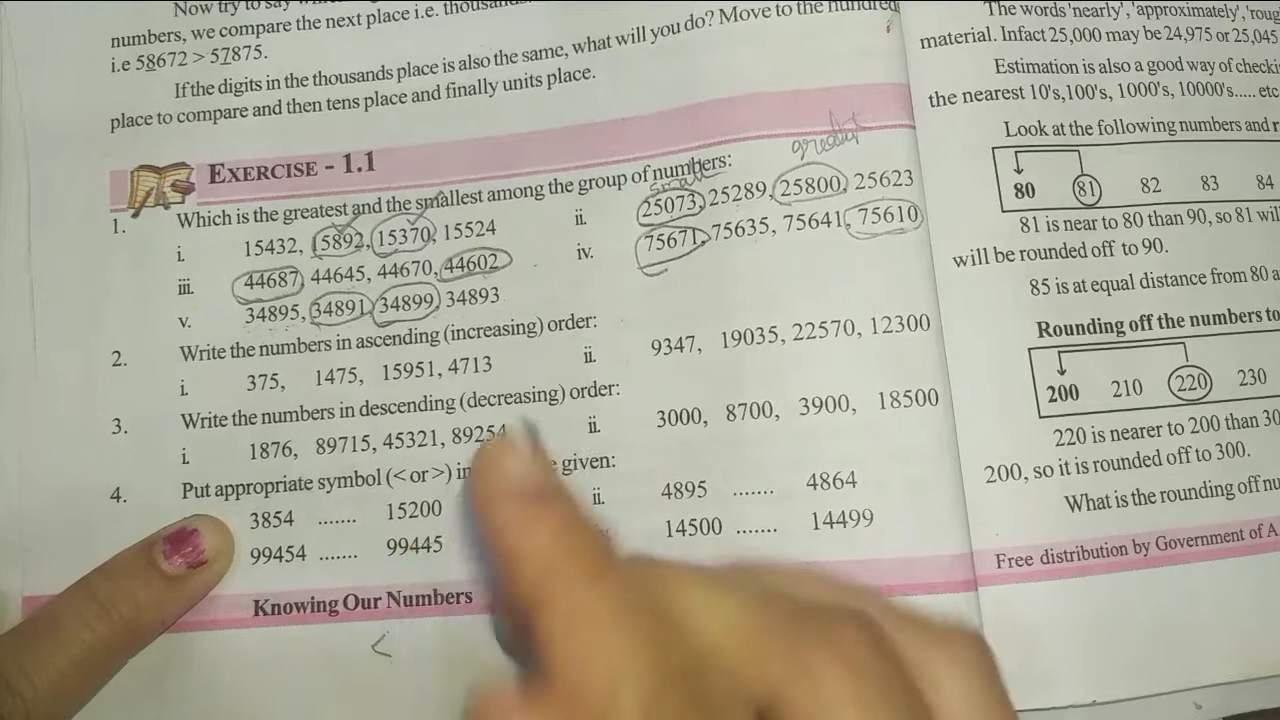 Now try to say
numbers, we compare the next place i.e. thousands
i.e 58672 > 57875.
If the digits in the thousands place is also the same, what will you do? Move to the hundred
place to compare and then tens place and finally units place.
EXERCISE - 1.1
greatest
1. Which is the greatest and the smallest among the group of numbers:
small
i. 15432, 15892, 15370, 15524 ii. 25073, 25289, 25800, 25623
iii. 44687, 44645, 44670, 44602 iv. 75671, 75635, 75641, 75610
v. 34895, 34891, 34899, 34893
2. Write the numbers in ascending (increasing) order:
i. 375, 1475, 15951, 4713 ii. 9347, 19035, 22570, 12300
3. Write the numbers in descending (decreasing) order:
i. 1876, 89715, 45321, 89254 ii. 3000, 8700, 3900, 18500
4. Put appropriate symbol (< or >) in given:
3854 ....... 15200 ii. 4895 ....... 4864
99454 ....... 99445 14500 ....... 14499
Knowing Our Numbers
<
The words 'nearly', 'approximately', 'roug
material. Infact 25,000 may be 24,975 or 25,045
Estimation is also a good way of checki
the nearest 10's,100's, 1000's, 10000's..... etc
Look at the following numbers and r
80 81 82 83 84
81 is near to 80 than 90, so 81 wil
will be rounded off to 90.
85 is at equal distance from 80 a
Rounding off the numbers to
200 210 220 230
220 is nearer to 200 than 30
200, so it is rounded off to 300.
What is the rounding off nu
Free distribution by Government of A